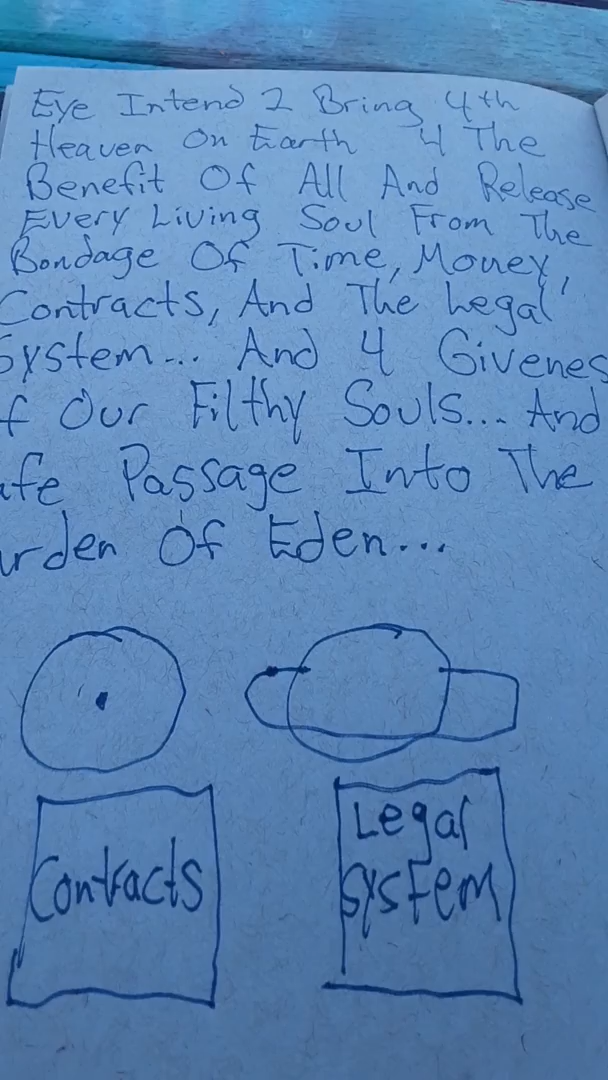 Eye Intend 2 Bring 4th
Heaven On Earth 4 The
Benefit Of All And Release
Every Living Soul From The
Bondage Of Time, Money,
Contracts, And The Legal
System... And 4 Givenes
f Our Filthy Souls... And
afe Passage Into The
arden Of Eden...
Contracts
Legal
System